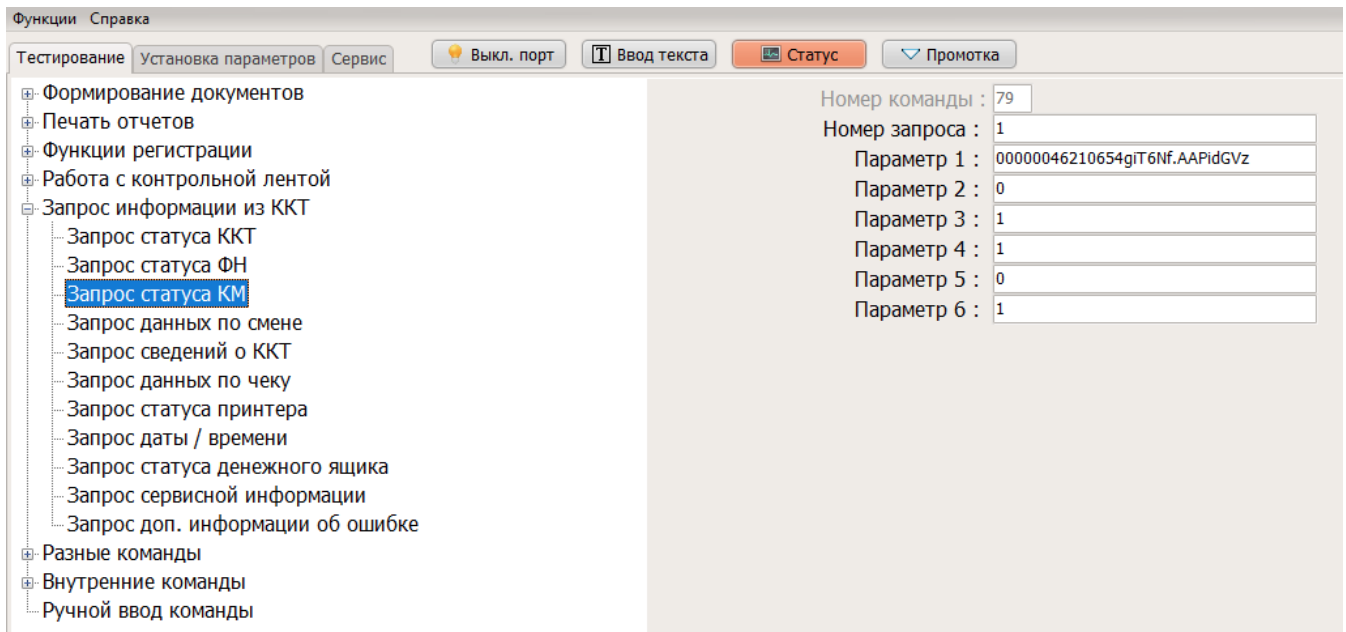 Функции Справка
Тестирование Установка параметров Сервис Выкл. порт T Ввод текста Статус Промотка
Формирование документов
Печать отчетов
Функции регистрации
Работа с контрольной лентой
Запрос информации из ККТ
Запрос статуса ККТ
Запрос статуса ФН
Запрос статуса КМ
Запрос данных по смене
Запрос сведений о ККТ
Запрос данных по чеку
Запрос статуса принтера
Запрос даты / времени
Запрос статуса денежного ящика
Запрос сервисной информации
Запрос доп. информации об ошибке
Разные команды
Внутренние команды
Ручной ввод команды
Номер команды : 79
Номер запроса : 1
Параметр 1 : 00000046210654giT6Nf.AAPidGVz
Параметр 2 : 0
Параметр 3 : 1
Параметр 4 : 1
Параметр 5 : 0
Параметр 6 : 1